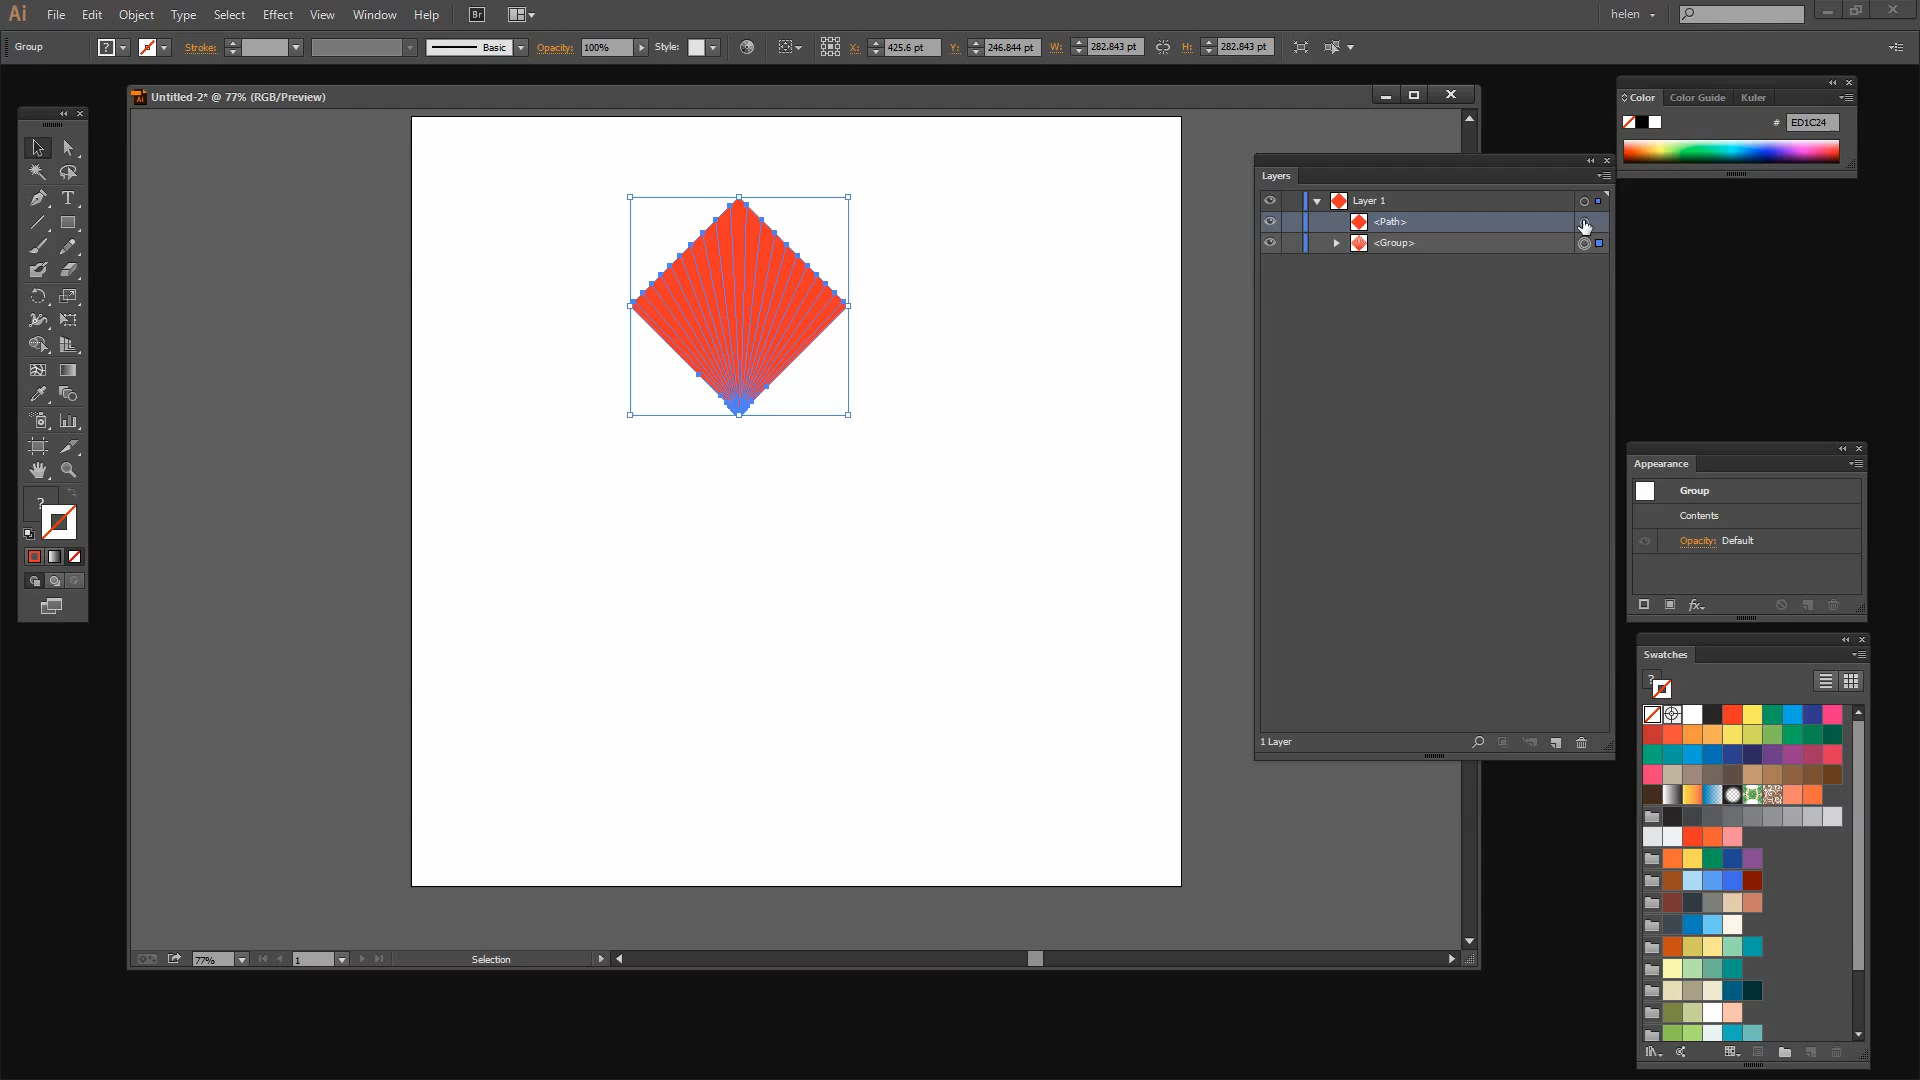 Ai File Edit Object Type Select Effect View Window Help Br helen
Group Stroke: Basic Opacity: 100% Style: X: 425.6 pt Y: 246.844 pt W: 282.843 pt H: 282.843 pt
Untitled-2* @ 77% (RGB/Preview)
Color Color Guide Kuler
# ED1C24
Layers
Layer 1
<Path>
<Group>
1 Layer
Appearance
Group
Contents
Opacity: Default
fx
Swatches
T
?
?
77% 1 Selection